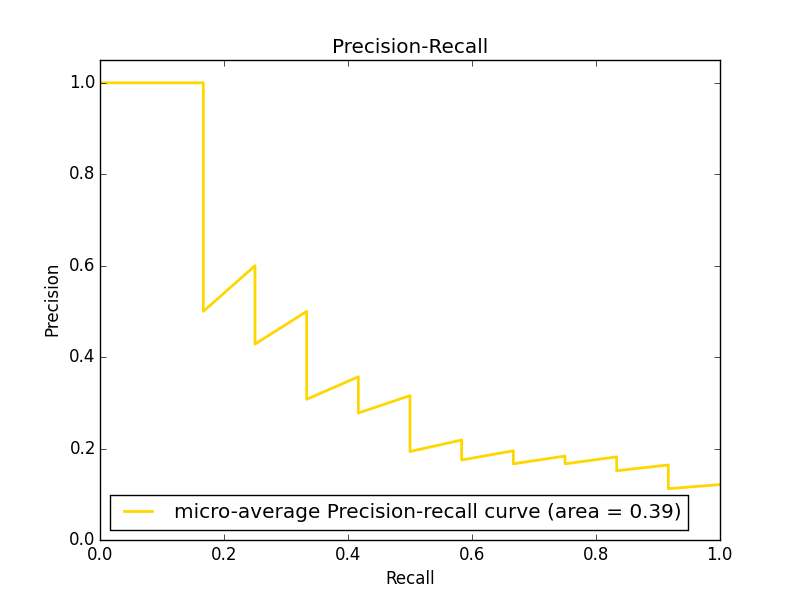 Precision-Recall
1.0
0.8
0.6
0.4
0.2
0.0
Precision
micro-average Precision-recall curve (area = 0.39)
0.0 0.2 0.4 0.6 0.8 1.0
Recall